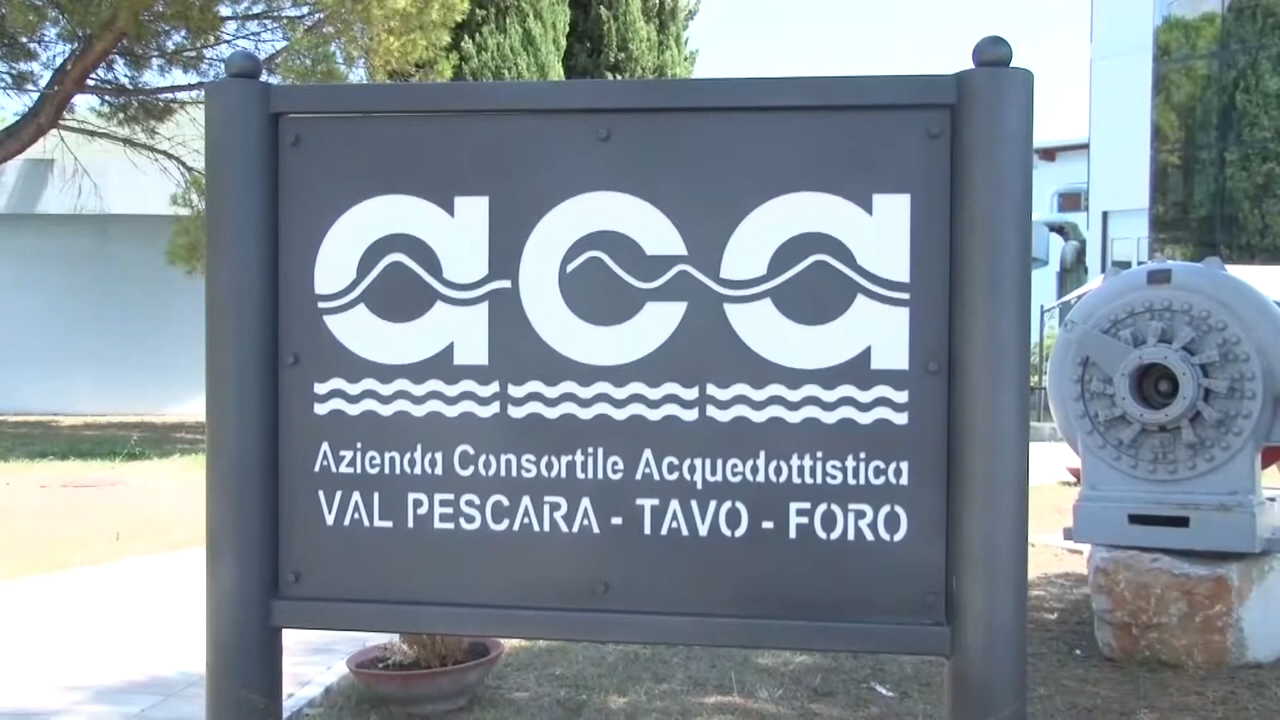 aca
Azienda Consortile Acquedottistica
VAL PESCARA - TAVO - FORO